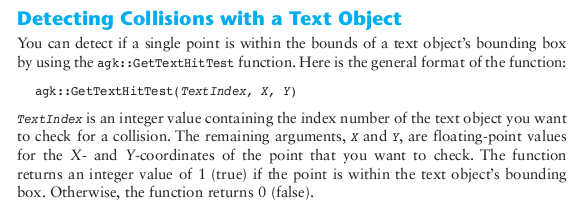 Detecting Collisions with a Text Object
You can detect if a single point is within the bounds of a text object's bounding box
by using the agk::GetTextHitTest function. Here is the general format of the function:
agk::GetTextHitTest(TextIndex, X, Y)
TextIndex is an integer value containing the index number of the text object you want
to check for a collision. The remaining arguments, X and Y, are floating-point values
for the X- and Y-coordinates of the point that you want to check. The function
returns an integer value of 1 (true) if the point is within the text object's bounding
box. Otherwise, the function returns 0 (false).